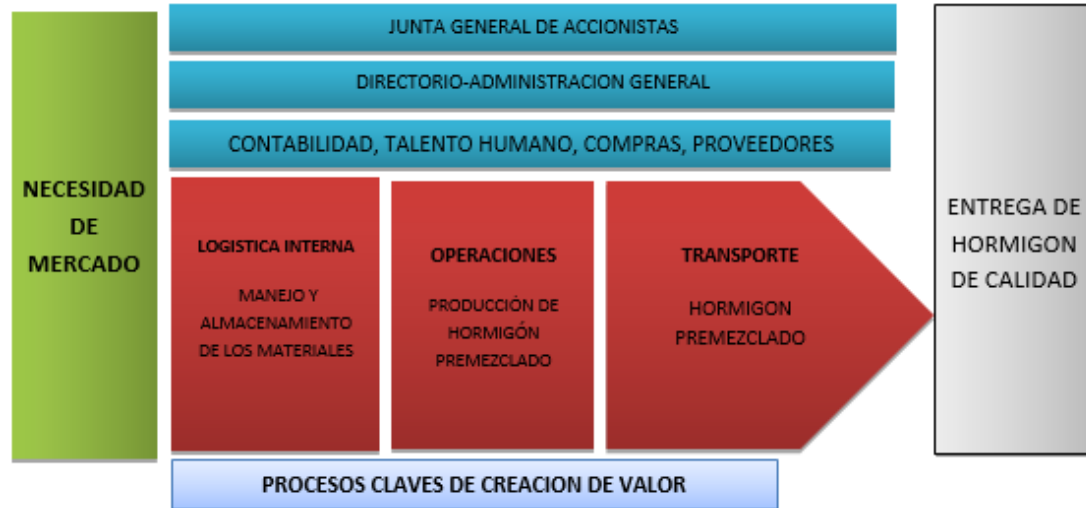 JUNTA GENERAL DE ACCIONISTAS
DIRECTORIO-ADMINISTRACION GENERAL
CONTABILIDAD, TALENTO HUMANO, COMPRAS, PROVEEDORES
NECESIDAD
DE
MERCADO
LOGISTICA INTERNA
MANEJO Y
ALMACENAMIENTO
DE LOS MATERIALES
OPERACIONES
PRODUCCIÓN DE
HORMIGÓN
PREMEZCLADO
TRANSPORTE
HORMIGON
PREMEZCLADO
ENTREGA DE
HORMIGON
DE CALIDAD
PROCESOS CLAVES DE CREACION DE VALOR